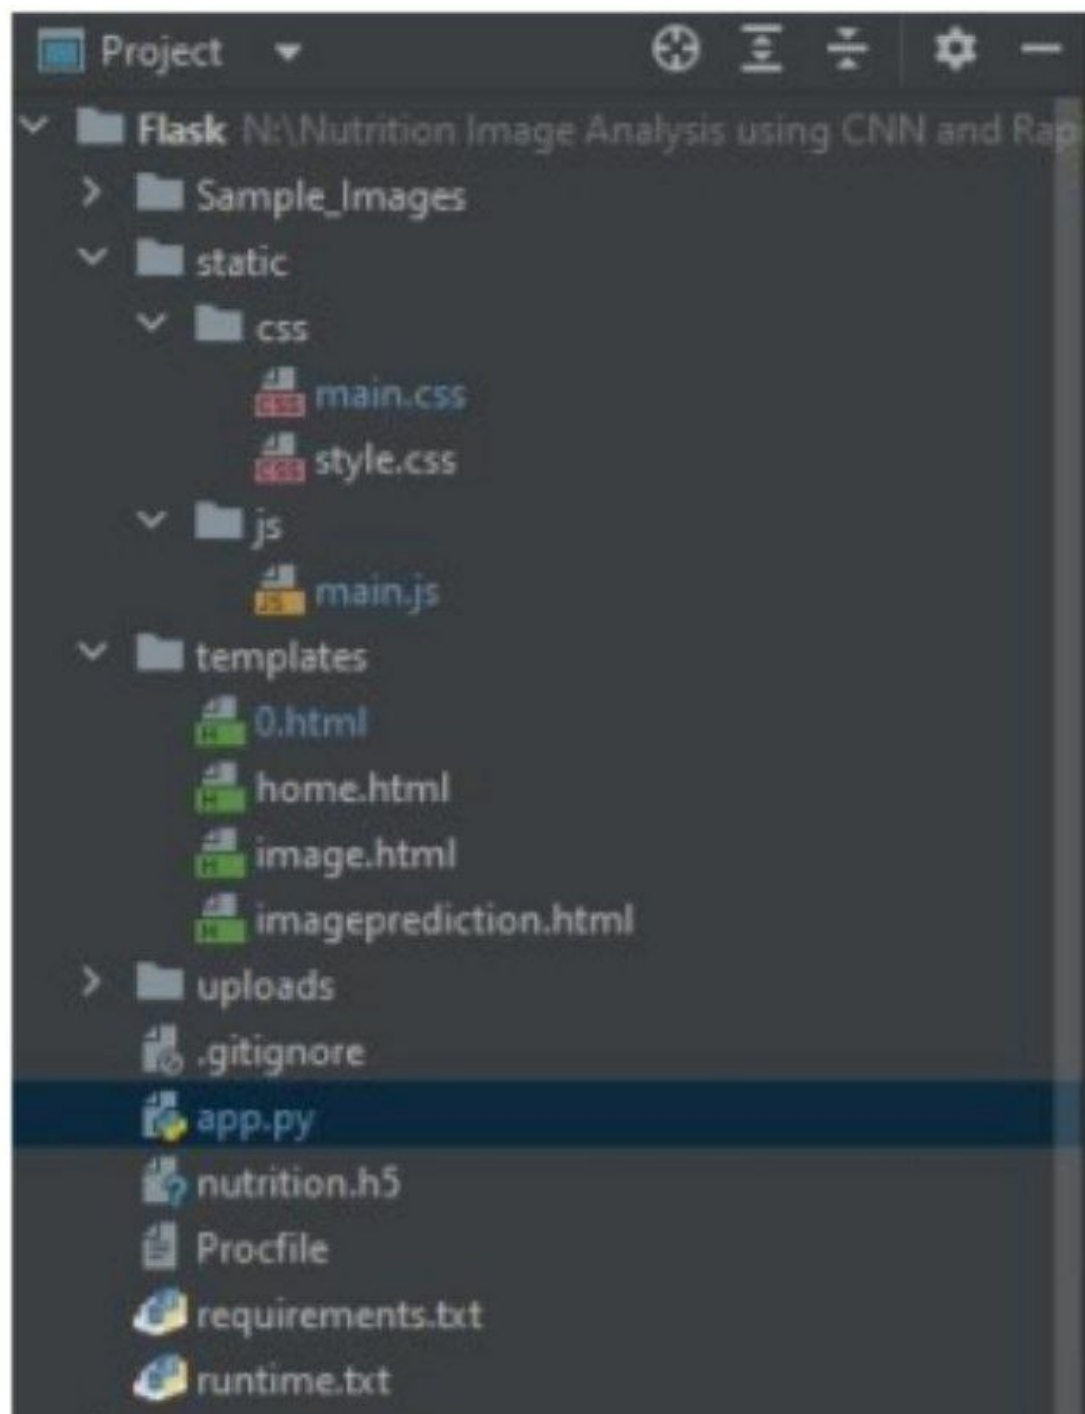 Project
Flask N:\Nutrition Image Analysis using CNN and Rap
Sample_Images
static
css
main.css
style.css
js
main.js
templates
0.html
home.html
image.html
imageprediction.html
uploads
.gitignore
app.py
nutrition.h5
Procfile
requirements.txt
runtime.txt